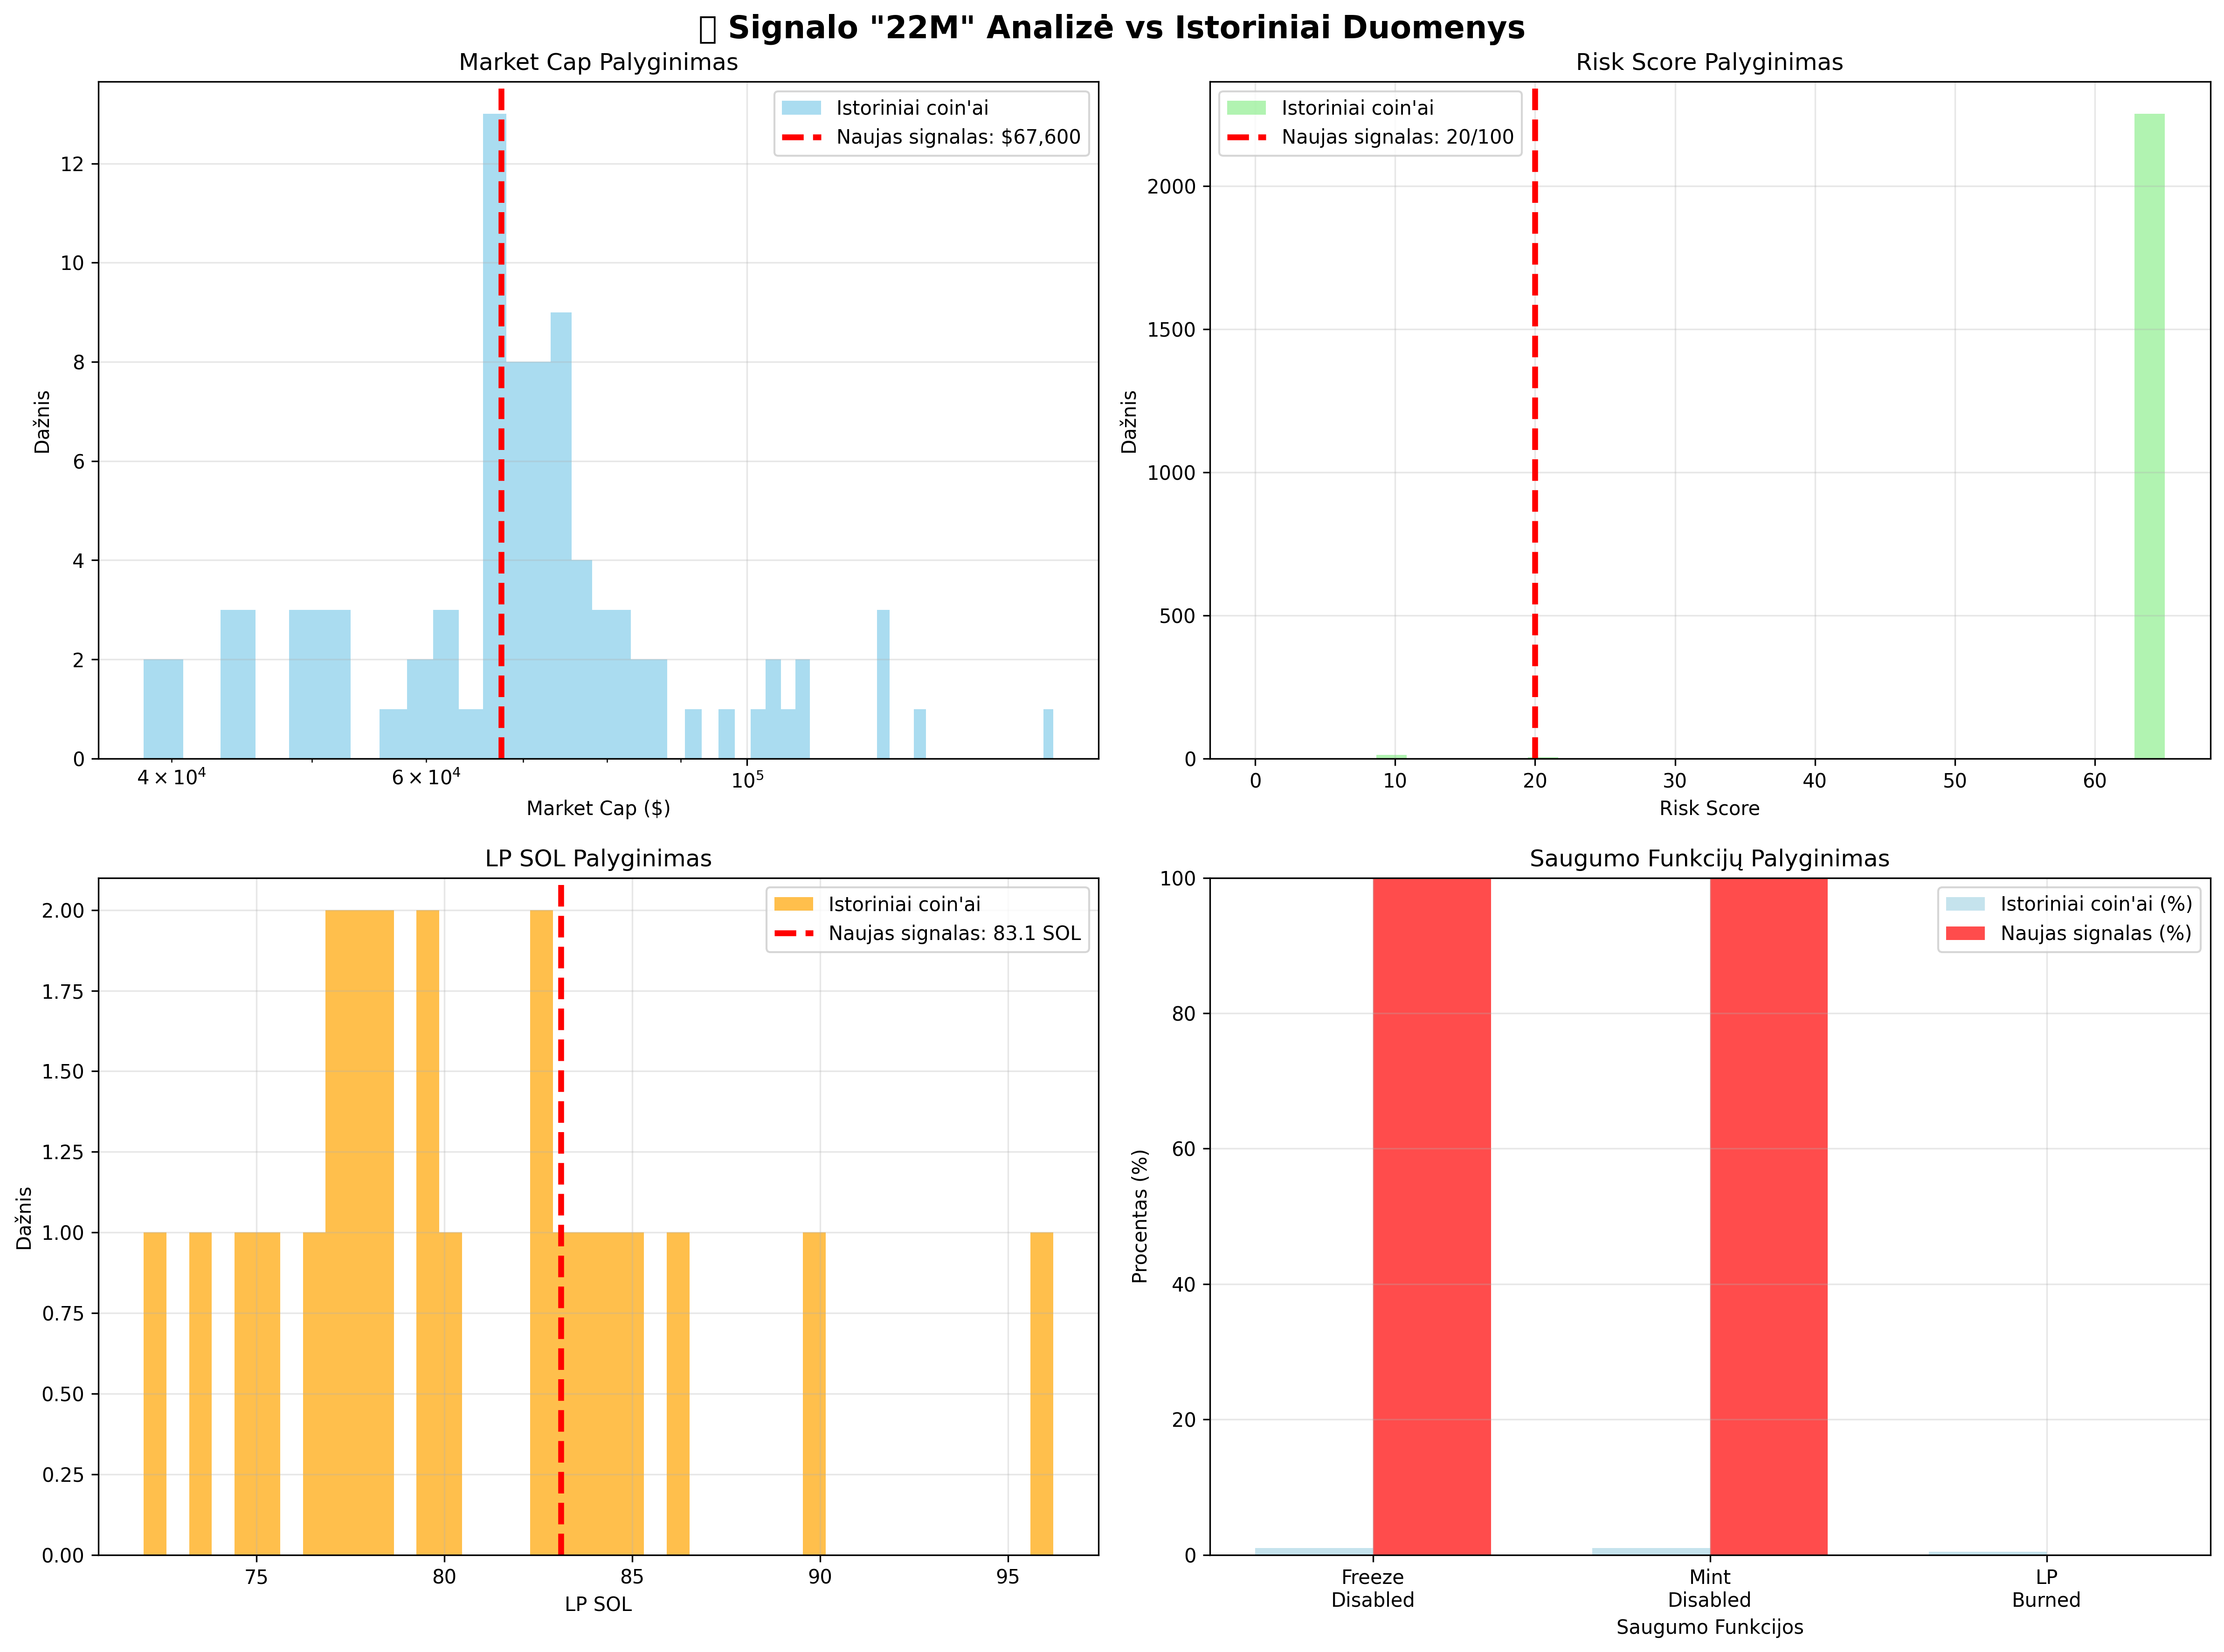 Signalo "22M" Analizė vs Istoriniai Duomenys
Market Cap Palyginimas
Istoriniai coin'ai
Naujas signalas: $67,600
Dažnis
12
10
8
6
4
2
0
4 × 10⁴
6 × 10⁴
10⁵
Market Cap ($)
Risk Score Palyginimas
Istoriniai coin'ai
Naujas signalas: 20/100
Dažnis
2000
1500
1000
500
0
0 10 20 30 40 50 60
Risk Score
LP SOL Palyginimas
Istoriniai coin'ai
Naujas signalas: 83.1 SOL
Dažnis
2.00
1.75
1.50
1.25
1.00
0.75
0.50
0.25
0.00
75 80 85 90 95
LP SOL
Saugumo Funkcijų Palyginimas
Istoriniai coin'ai (%)
Naujas signalas (%)
Procentas (%)
100
80
60
40
20
0
Freeze
Disabled
Mint
Disabled
LP
Burned
Saugumo Funkcijos